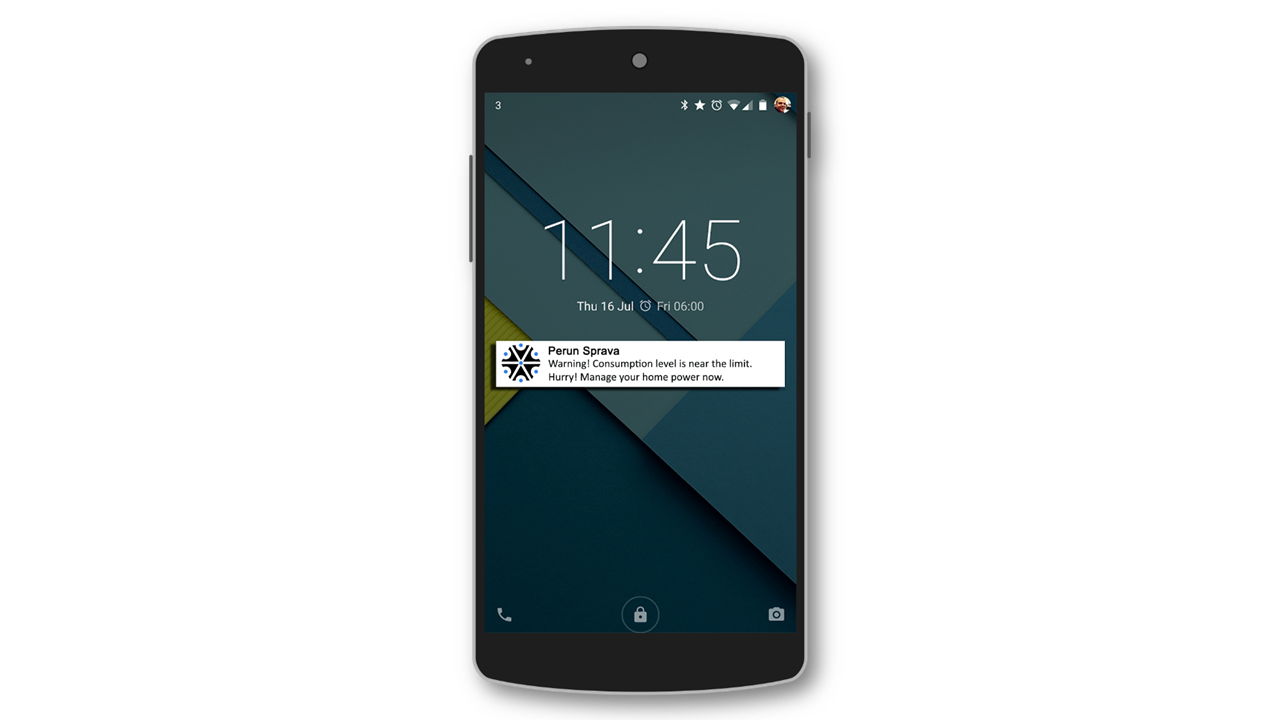 3
11:45
Thu 16 Jul Fri 06:00
Perun Sprava
Warning! Consumption level is near the limit.
Hurry! Manage your home power now.